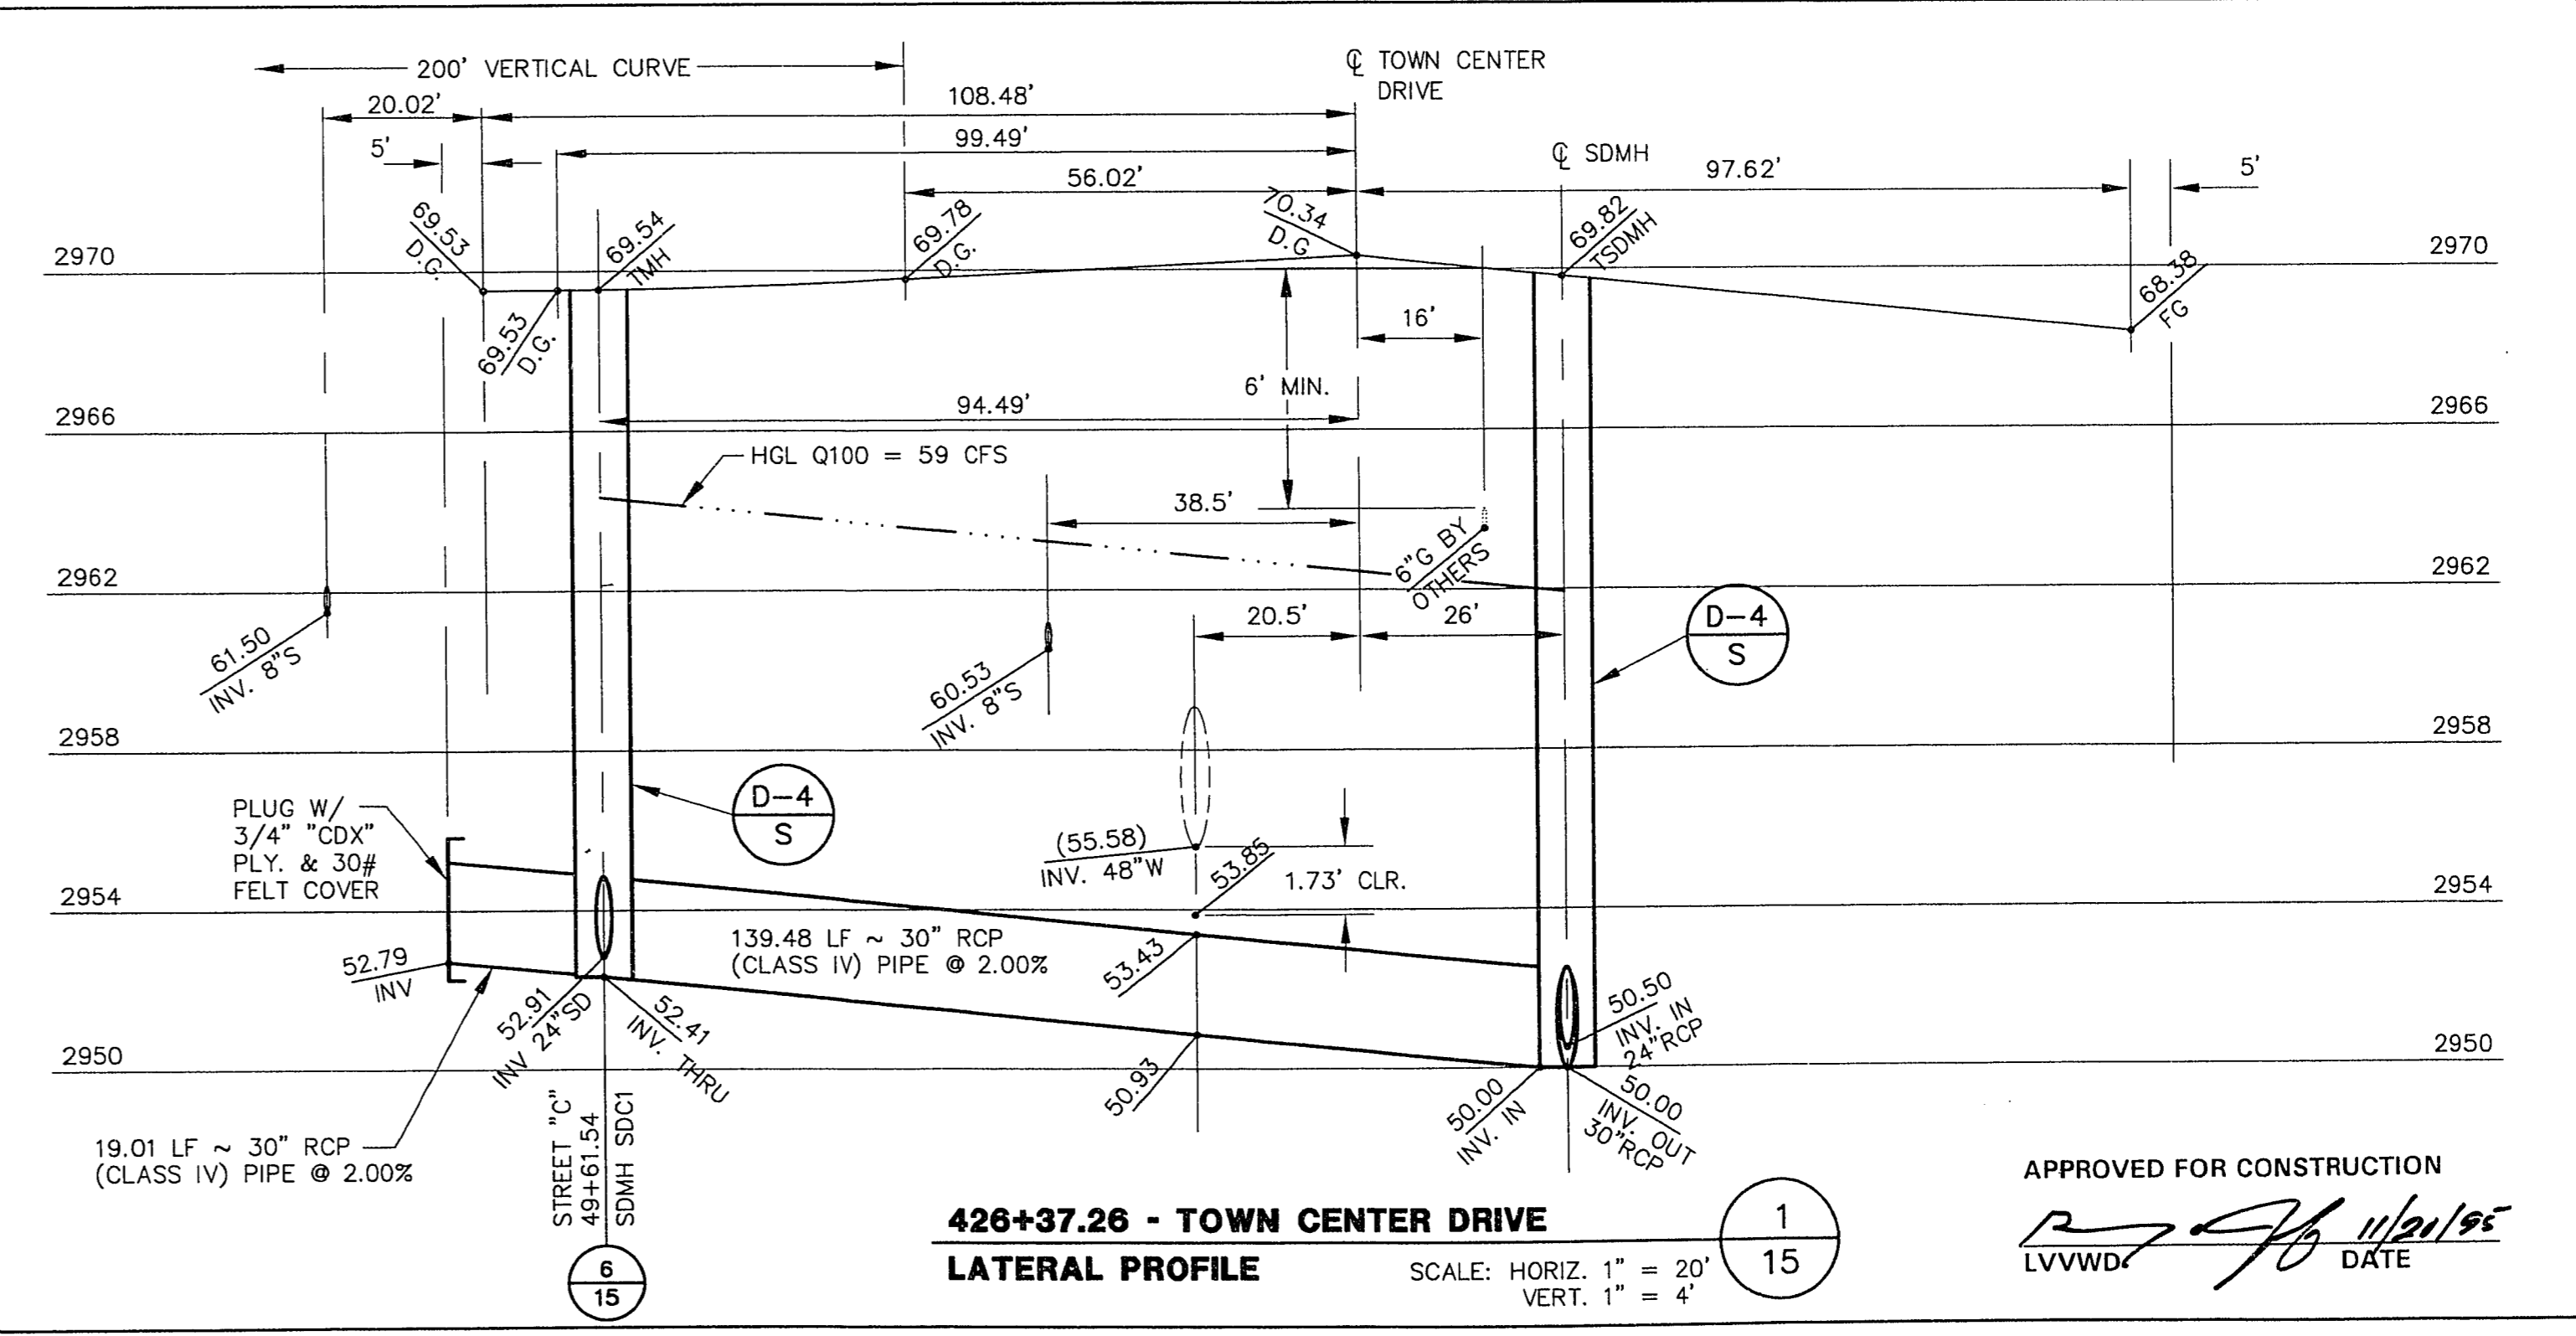 200' VERTICAL CURVE
℄ TOWN CENTER
DRIVE
20.02'
108.48'
5'
99.49'
℄ SDMH
56.02'
97.62'
5'
69.53
D.G.
69.54
TMH
69.78
D.G.
70.34
D.G
69.82
TSDMH
2970
2970
68.38
FG
69.53
D.G.
16'
6' MIN.
94.49'
2966
2966
HGL Q100 = 59 CFS
38.5'
6"G BY
OTHERS
2962
2962
20.5'
26'
D-4
S
61.50
INV. 8"S
60.53
INV. 8"S
2958
2958
D-4
S
PLUG W/
3/4" "CDX"
PLY. & 30#
FELT COVER
(55.58)
INV. 48"W
53.85
1.73' CLR.
2954
2954
139.48 LF ~ 30" RCP
(CLASS IV) PIPE @ 2.00%
53.43
52.79
INV
52.91
INV 24"SD
52.41
INV. THRU
50.50
INV. IN
24"RCP
2950
2950
50.93
50.00
INV. IN
50.00
INV. OUT
30"RCP
19.01 LF ~ 30" RCP
(CLASS IV) PIPE @ 2.00%
STREET "C"
49+61.54
SDMH SDC1
6
15
426+37.26 - TOWN CENTER DRIVE
LATERAL PROFILE
SCALE: HORIZ. 1" = 20'
VERT. 1" = 4'
1
15
APPROVED FOR CONSTRUCTION
11/20/95
LVVWD
DATE